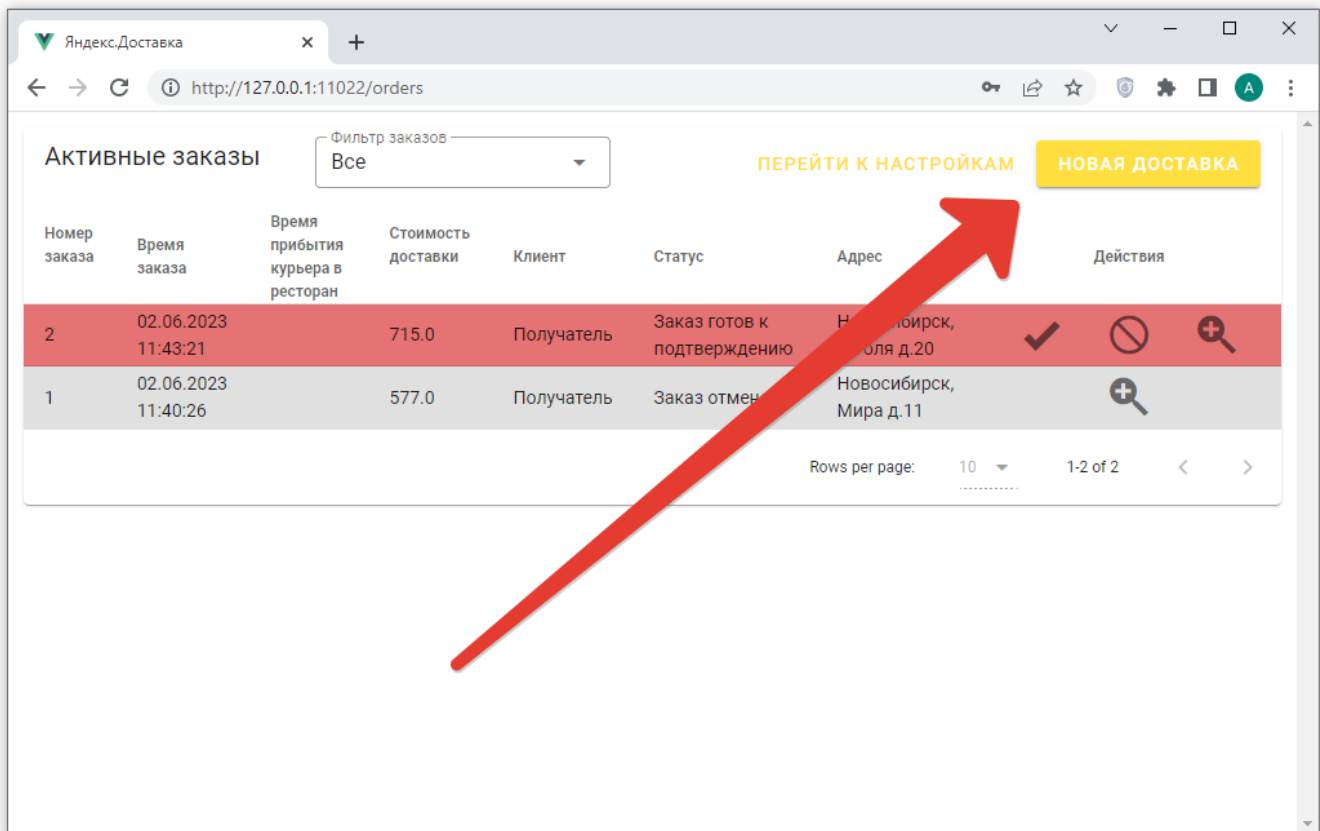 Яндекс.Доставка
http://127.0.0.1:11022/orders
A
Активные заказы
Фильтр заказов
Все
ПЕРЕЙТИ К НАСТРОЙКАМ
НОВАЯ ДОСТАВКА
Номер
заказа
Время
заказа
Время
прибытия
курьера в
ресторан
Стоимость
доставки
Клиент
Статус
Адрес
Действия
2
02.06.2023
11:43:21
715.0
Получатель
Заказ готов к
подтверждению
д.20
1
02.06.2023
11:40:26
577.0
Получатель
Заказ
Новосибирск,
Мира д.11
Rows per page:
10
1-2 of 2